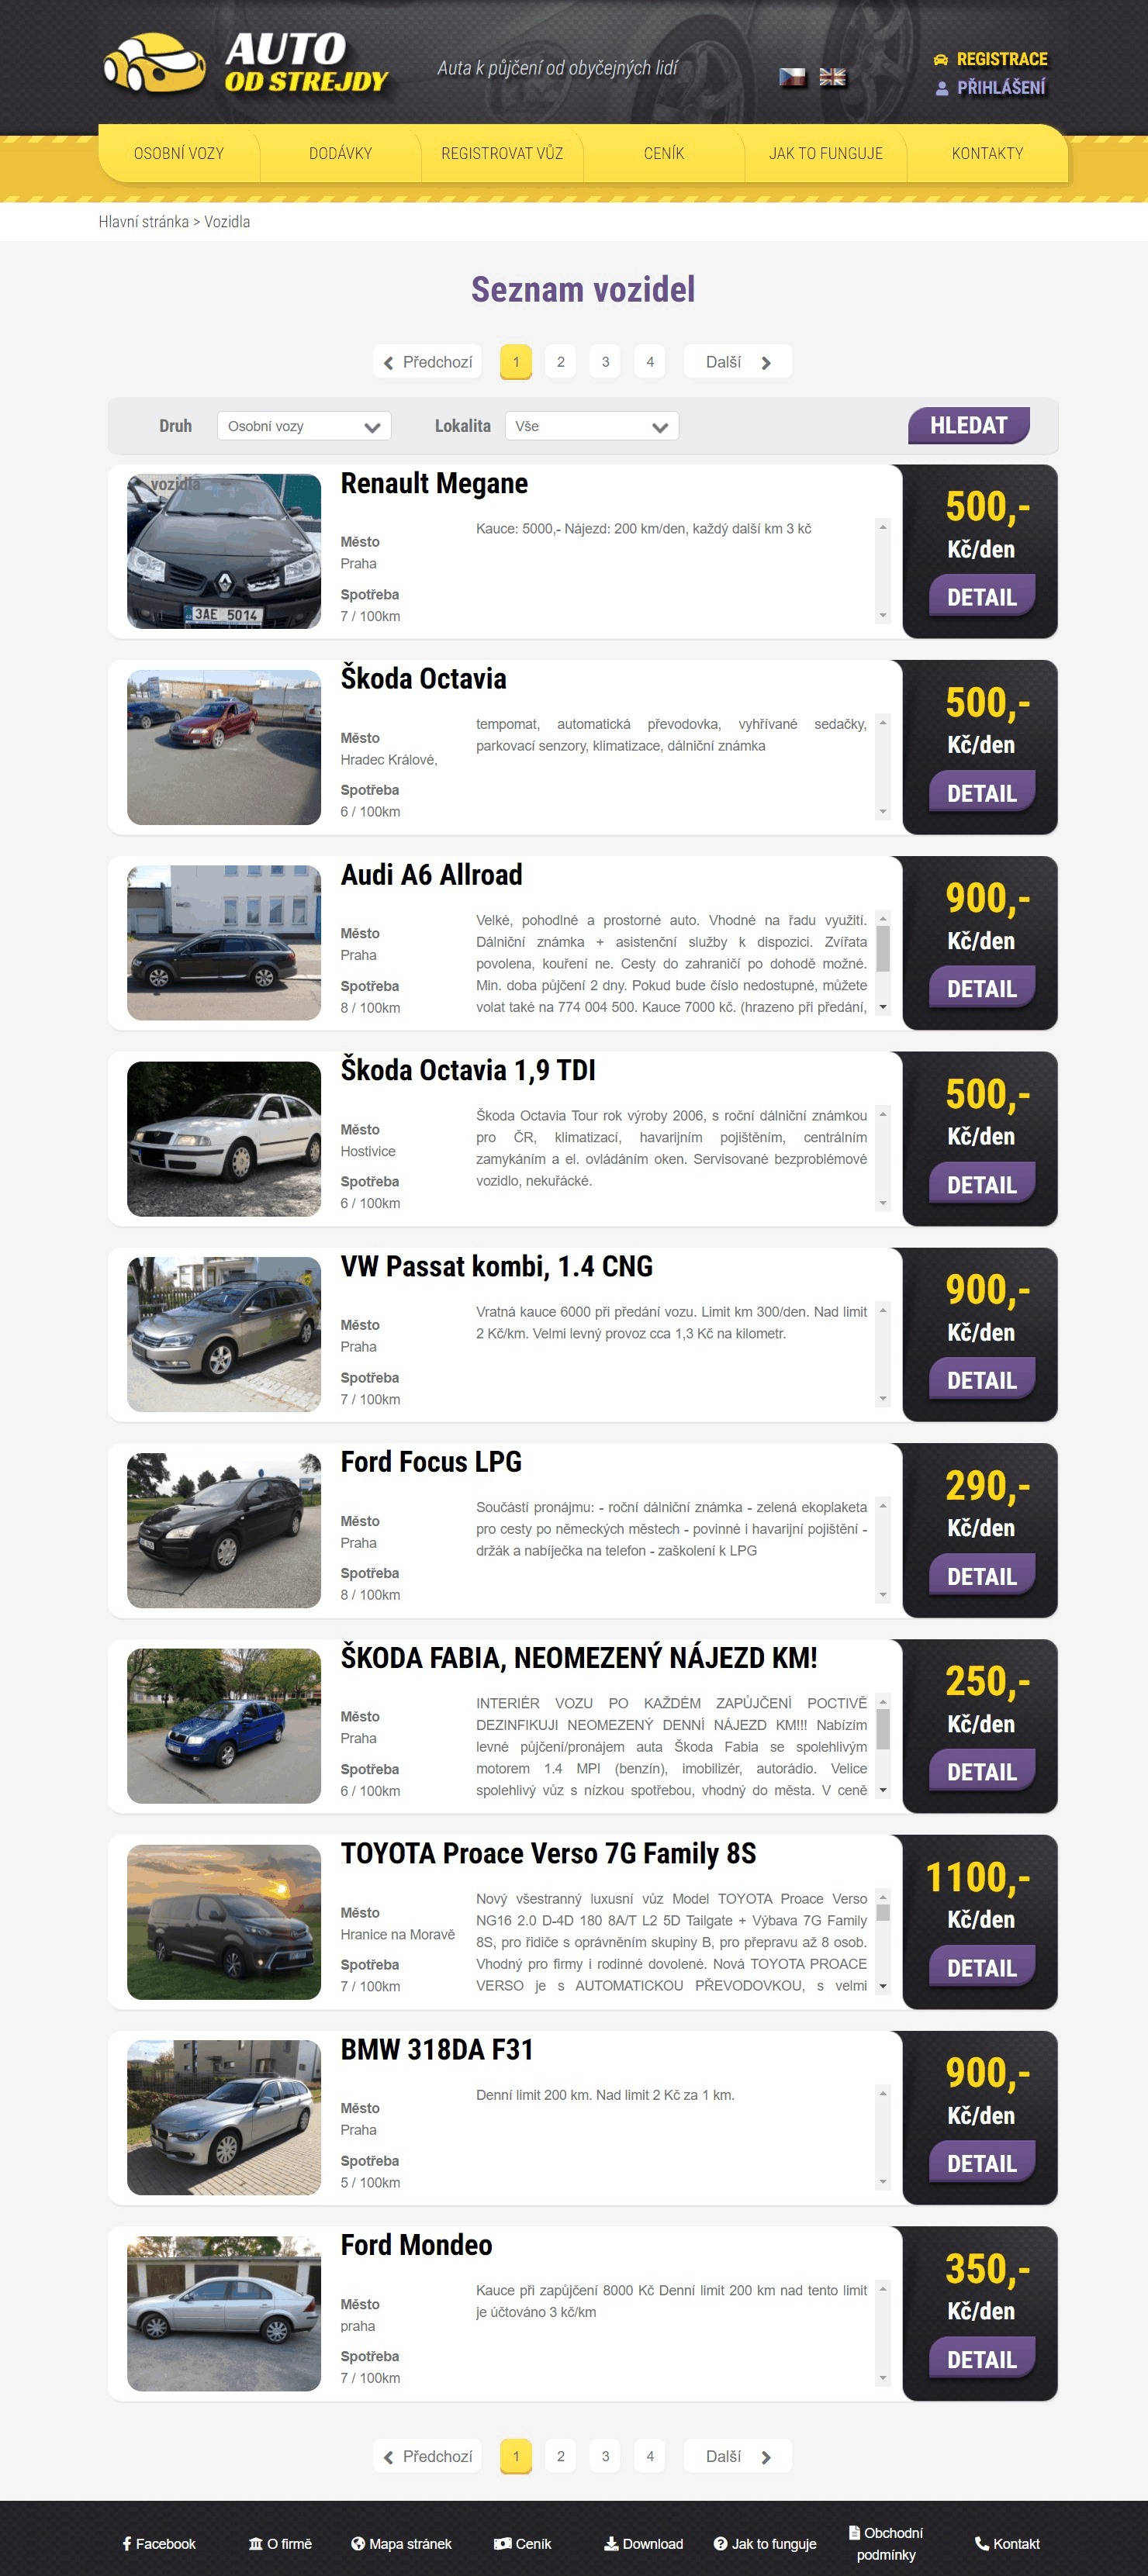 AUTO
OD STREJDY
Auta k půjčení od obyčejných lidí
REGISTRACE
PŘIHLÁŠENÍ
OSOBNÍ VOZY DODÁVKY REGISTROVAT VŮZ CENÍK JAK TO FUNGUJE KONTAKTY
Hlavní stránka > Vozidla
Seznam vozidel
Předchozí 1 2 3 4 Další
Druh Osobní vozy Lokalita Vše HLEDAT
vozidla
Renault Megane
Kauce: 5000,- Nájezd: 200 km/den, každý další km 3 kč
Město
Praha
Spotřeba
7 / 100km
3AE 5014
500,-
Kč/den
DETAIL
Škoda Octavia
tempomat, automatická převodovka, vyhřívané sedačky,
parkovací senzory, klimatizace, dálniční známka
Město
Hradec Králové,
Spotřeba
6 / 100km
500,-
Kč/den
DETAIL
Audi A6 Allroad
Velké, pohodlné a prostorné auto. Vhodné na řadu využití.
Dálniční známka + asistenční služby k dispozici. Zvířata
povolena, kouření ne. Cesty do zahraničí po dohodě možné.
Min. doba půjčení 2 dny. Pokud bude číslo nedostupné, můžete
volat také na 774 004 500. Kauce 7000 kč. (hrazeno při předání,
Město
Praha
Spotřeba
8 / 100km
900,-
Kč/den
DETAIL
Škoda Octavia 1,9 TDI
Škoda Octavia Tour rok výroby 2006, s roční dálniční známkou
pro ČR, klimatizací, havarijním pojištěním, centrálním
zamykáním a el. ovládáním oken. Servisované bezproblémové
vozidlo, nekuřácké.
Město
Hostivice
Spotřeba
6 / 100km
500,-
Kč/den
DETAIL
VW Passat kombi, 1.4 CNG
Vratná kauce 6000 při předání vozu. Limit km 300/den. Nad limit
2 Kč/km. Velmi levný provoz cca 1,3 Kč na kilometr.
Město
Praha
Spotřeba
7 / 100km
900,-
Kč/den
DETAIL
Ford Focus LPG
Součástí pronájmu: - roční dálniční známka - zelená ekoplaketa
pro cesty po německých městech - povinné i havarijní pojištění -
držák a nabíječka na telefon - zaškolení k LPG
Město
Praha
Spotřeba
8 / 100km
290,-
Kč/den
DETAIL
ŠKODA FABIA, NEOMEZENÝ NÁJEZD KM!
INTERIÉR VOZU PO KAŽDÉM ZAPŮJČENÍ POCTIVĚ
DEZINFIKUJI NEOMEZENÝ DENNÍ NÁJEZD KM!!! Nabízím
levné půjčení/pronájem auta Škoda Fabia se spolehlivým
motorem 1.4 MPI (benzín), imobilizér, autorádio. Velice
spolehlivý vůz s nízkou spotřebou, vhodný do města. V ceně
Město
Praha
Spotřeba
6 / 100km
250,-
Kč/den
DETAIL
TOYOTA Proace Verso 7G Family 8S
Nový všestranný luxusní vůz Model TOYOTA Proace Verso
NG16 2.0 D-4D 180 8A/T L2 5D Tailgate + Výbava 7G Family
8S, pro řidiče s oprávněním skupiny B, pro přepravu až 8 osob.
Vhodný pro firmy i rodinné dovolené. Nová TOYOTA PROACE
VERSO je s AUTOMATICKOU PŘEVODOVKOU, s velmi
Město
Hranice na Moravě
Spotřeba
7 / 100km
1100,-
Kč/den
DETAIL
BMW 318DA F31
Denní limit 200 km. Nad limit 2 Kč za 1 km.
Město
Praha
Spotřeba
5 / 100km
900,-
Kč/den
DETAIL
Ford Mondeo
Kauce při zapůjčení 8000 Kč Denní limit 200 km nad tento limit
je účtováno 3 kč/km
Město
praha
Spotřeba
7 / 100km
350,-
Kč/den
DETAIL
Předchozí 1 2 3 4 Další
Facebook O firmě Mapa stránek Ceník Download Jak to funguje Obchodní podmínky Kontakt